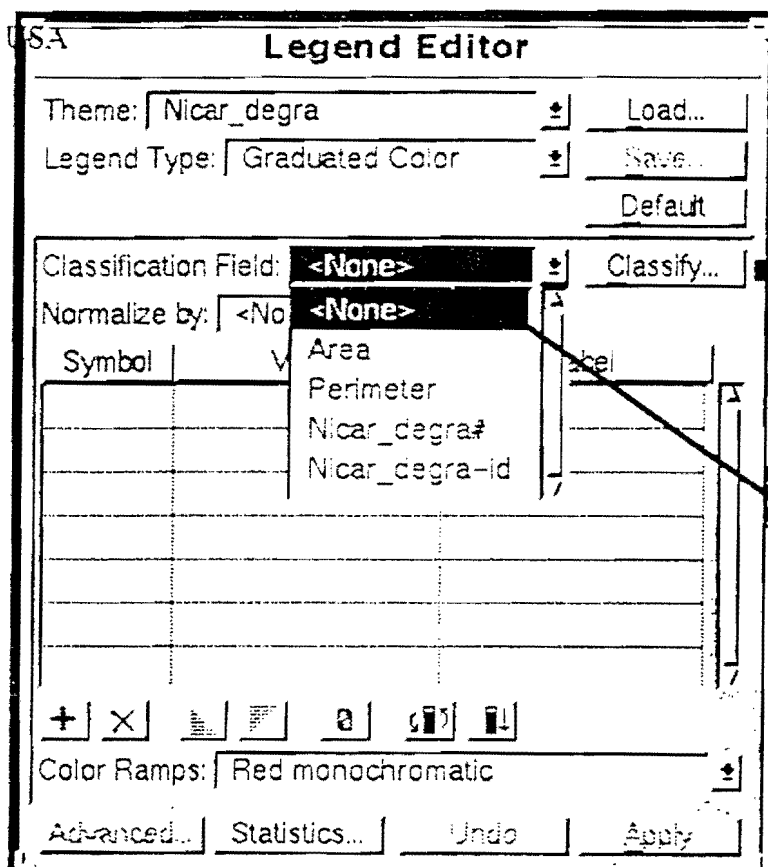 USA
Legend Editor
Theme: Nicar_degra Load...
Legend Type: Graduated Color Save...
Default
Classification Field: <None> Classify...
Normalize by: <No
<None>
Area
Perimeter
Nicar_degra#
Nicar_degra-id
Symbol V abel
a
Color Ramps: Red monochromatic
Advanced... Statistics... Undo Apply